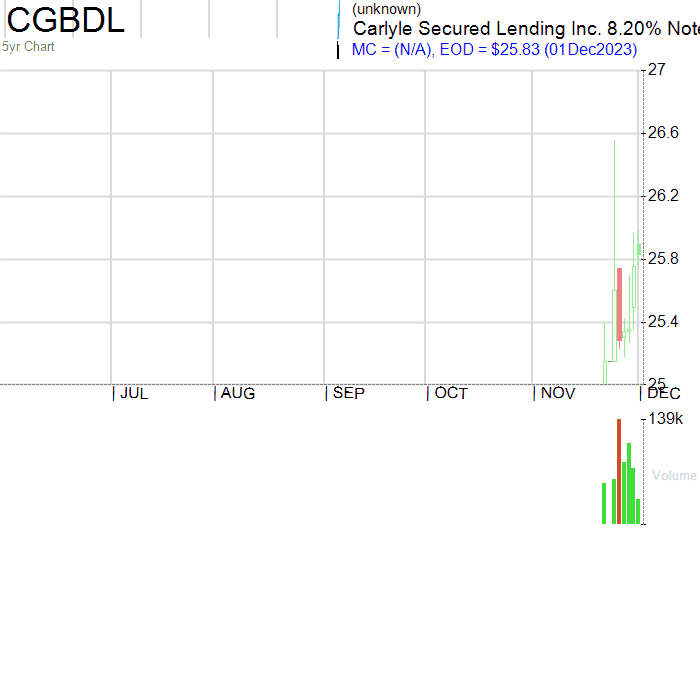 CGBDL
5yr Chart
(unknown)
Carlyle Secured Lending Inc. 8.20% Note
MC = (N/A), EOD = $25.83 (01Dec2023)
27
26.6
26.2
25.8
25.4
25
JUL AUG SEP OCT NOV DEC
139k
Volume